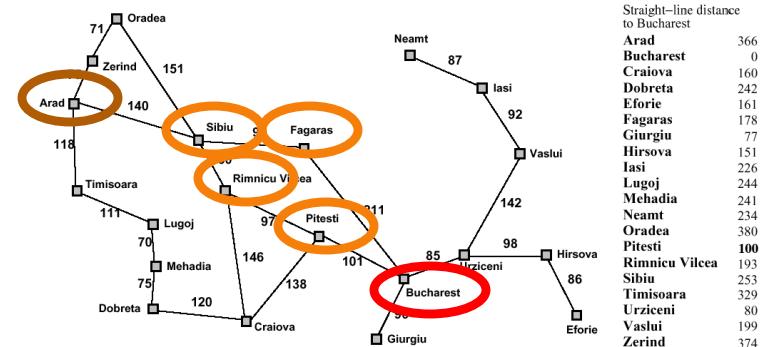 71
Oradea
Neamt
87
Zerind
151
Iasi
Arad
140
92
Sibiu
Fagaras
118
Vaslui
Timisoara
Rimnicu Vilcea
142
111
Lugoj
97
Pitesti
211
70
98
Hirsova
146
85
Mehadia
101
Urziceni
86
75
138
Bucharest
120
Dobreta
Craiova
Eforie
Giurgiu
Straight–line distance
to Bucharest
Arad 366
Bucharest 0
Craiova 160
Dobreta 242
Eforie 161
Fagaras 178
Giurgiu 77
Hirsova 151
Iasi 226
Lugoj 244
Mehadia 241
Neamt 234
Oradea 380
Pitesti 100
Rimnicu Vilcea 193
Sibiu 253
Timisoara 329
Urziceni 80
Vaslui 199
Zerind 374